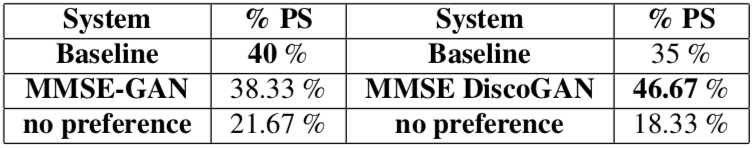 System % PS System % PS
Baseline 40 % Baseline 35 %
MMSE-GAN 38.33 % MMSE DiscoGAN 46.67 %
no preference 21.67 % no preference 18.33 %